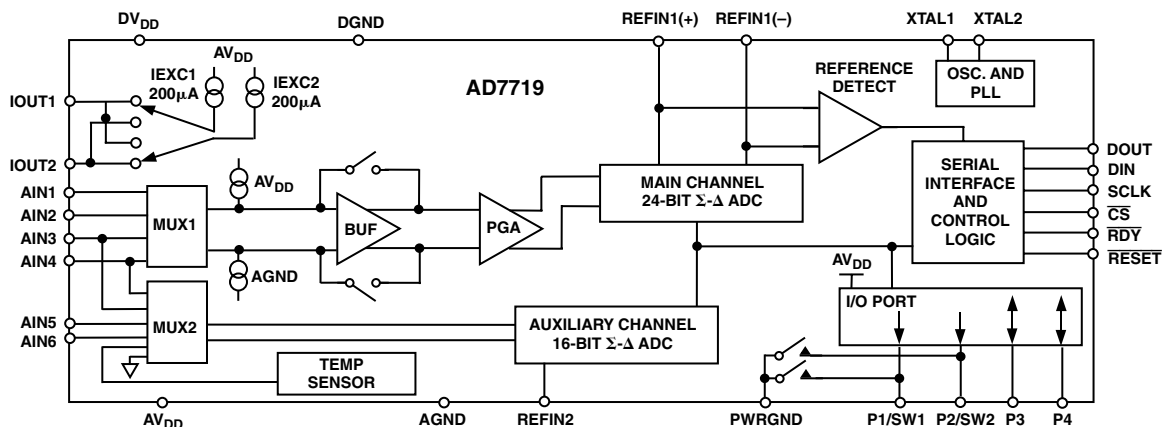 DVDD
DGND
REFIN1(+)
REFIN1(–)
XTAL1
XTAL2
AVDD
IEXC1
200µA
IEXC2
200µA
AD7719
REFERENCE
DETECT
OSC. AND
PLL
IOUT1
IOUT2
AIN1
AIN2
AIN3
AIN4
AIN5
AIN6
MUX1
AVDD
AGND
BUF
PGA
MAIN CHANNEL
24-BIT Σ-Δ ADC
SERIAL
INTERFACE
AND
CONTROL
LOGIC
DOUT
DIN
SCLK
C̅S̅
R̅D̅Y̅
R̅E̅S̅E̅T̅
AVDD
I/O PORT
MUX2
AUXILIARY CHANNEL
16-BIT Σ-Δ ADC
TEMP
SENSOR
AVDD
AGND
REFIN2
PWRGND
P1/SW1
P2/SW2
P3
P4